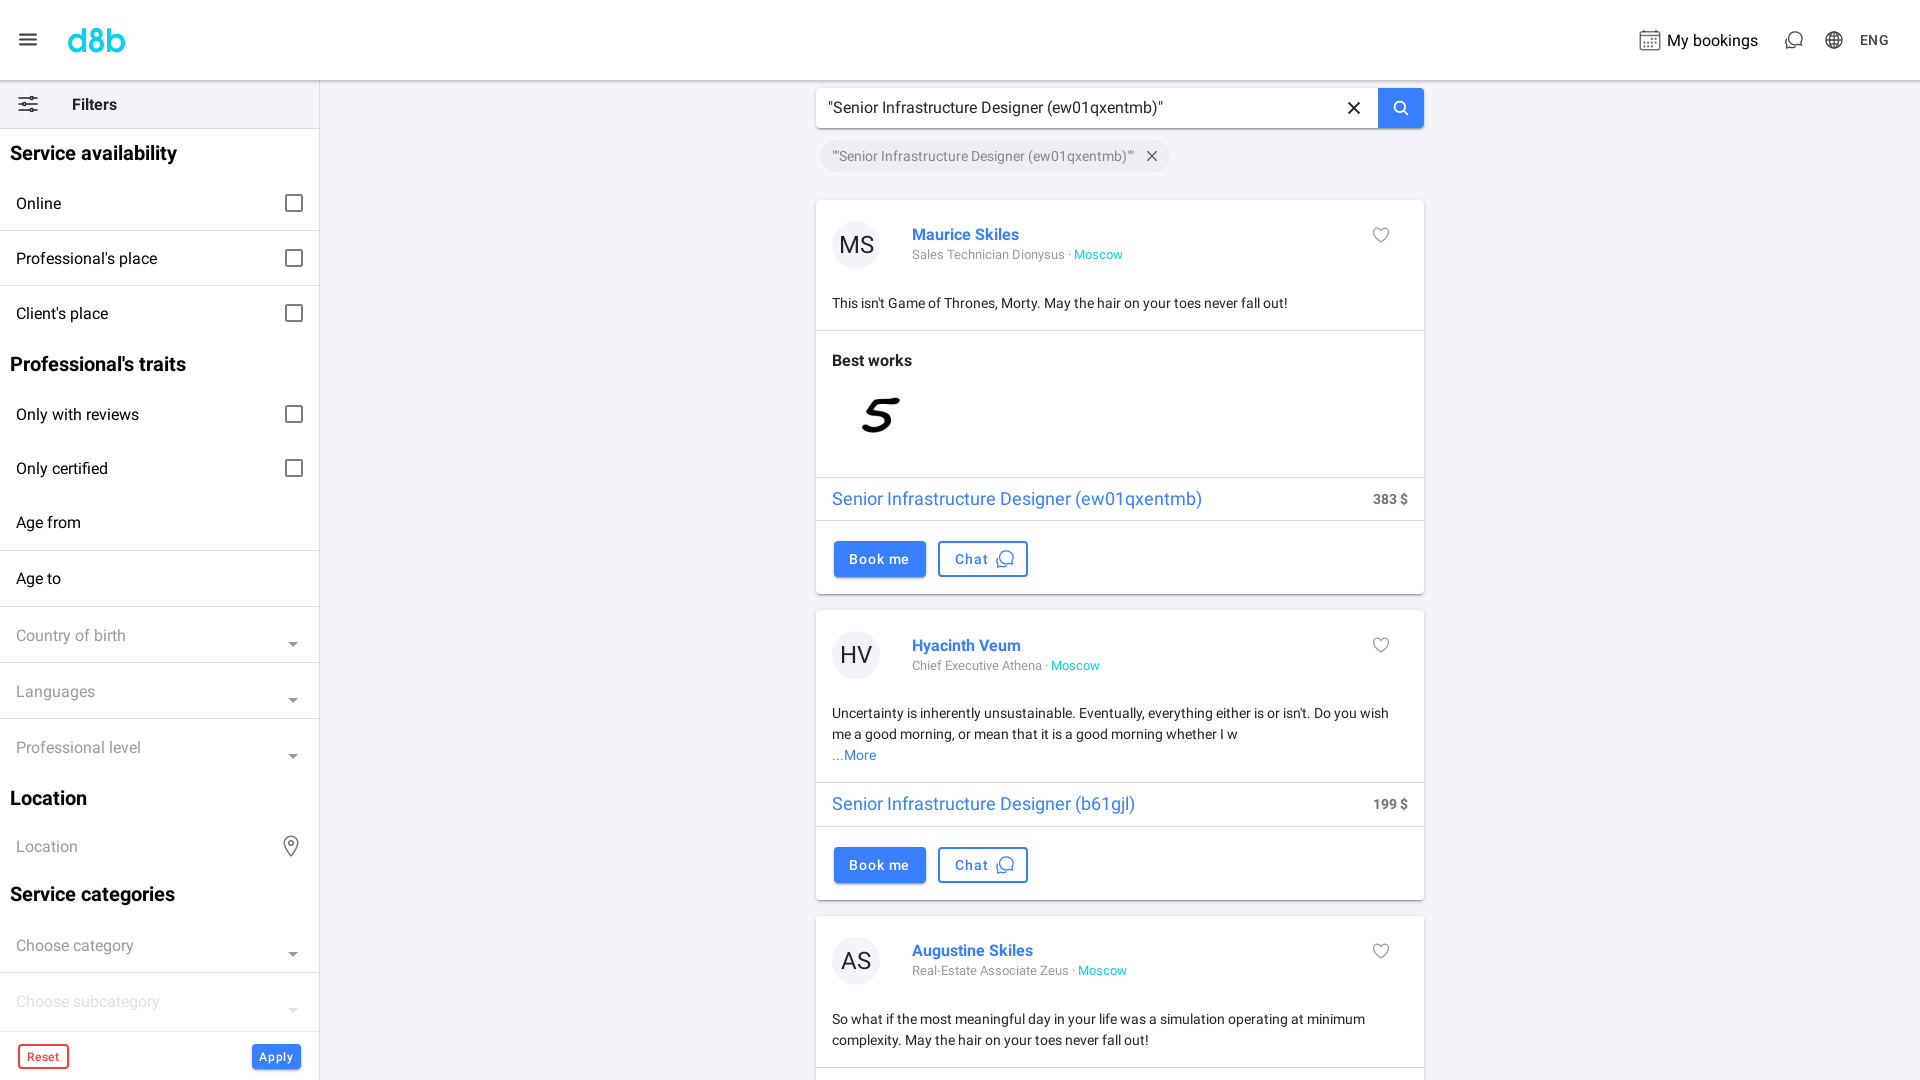 d8b
My bookings
ENG
Filters
Service availability
Online
Professional's place
Client's place
Professional's traits
Only with reviews
Only certified
Age from
Age to
Country of birth
Languages
Professional level
Location
Location
Service categories
Choose category
Choose subcategory
Reset
Apply
"Senior Infrastructure Designer (ew01qxentmb)"
""Senior Infrastructure Designer (ew01qxentmb)""
MS
Maurice Skiles
Sales Technician Dionysus · Moscow
This isn't Game of Thrones, Morty. May the hair on your toes never fall out!
Best works
5
Senior Infrastructure Designer (ew01qxentmb)
383 $
Book me
Chat
HV
Hyacinth Veum
Chief Executive Athena · Moscow
Uncertainty is inherently unsustainable. Eventually, everything either is or isn't. Do you wish
me a good morning, or mean that it is a good morning whether I w
...More
Senior Infrastructure Designer (b61gjl)
199 $
Book me
Chat
AS
Augustine Skiles
Real-Estate Associate Zeus · Moscow
So what if the most meaningful day in your life was a simulation operating at minimum
complexity. May the hair on your toes never fall out!